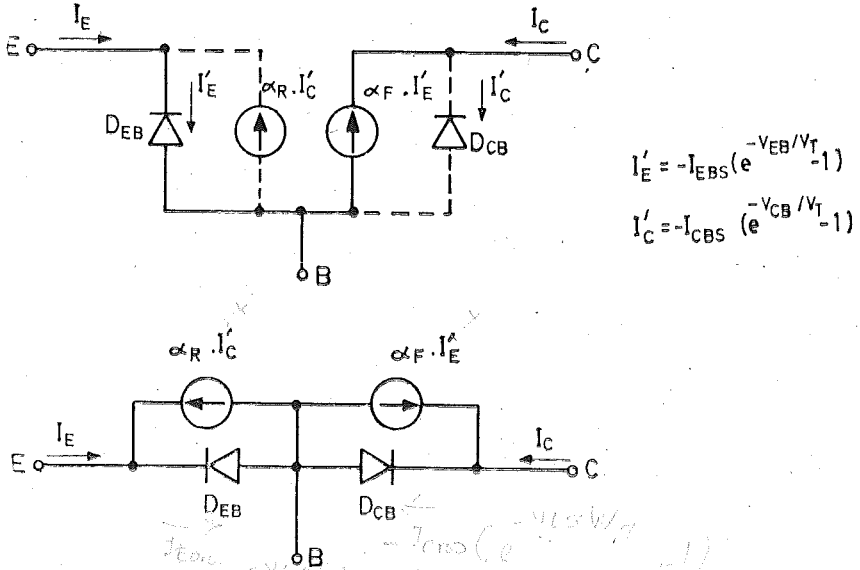 I_E
I_C
E
C
I'_E
α_R.I'_C
α_F.I'_E
I'_C
D_EB
D_CB
I'_E = -I_EBS(e^-V_EB/V_T -1)
I'_C = -I_CBS (e^-V_CB/V_T -1)
B
α_R.I'_C
α_F.I'_E
I_E
I_C
E
C
D_EB
D_CB
B